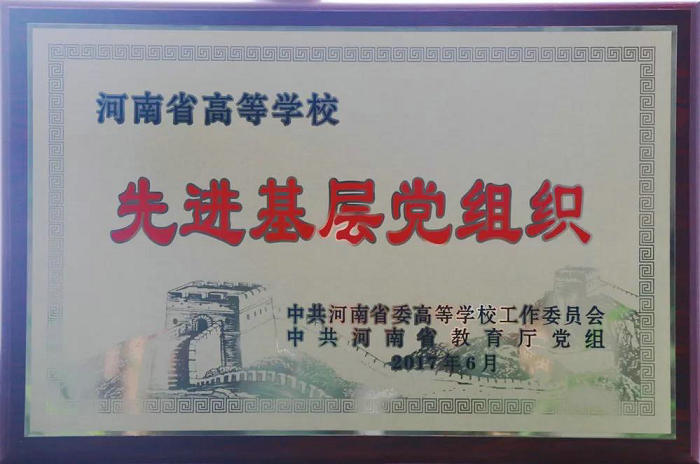 河南省高等学校
先进基层党组织
中共河南省委高等学校工作委员会
中共河南省教育厅党组
2017年6月